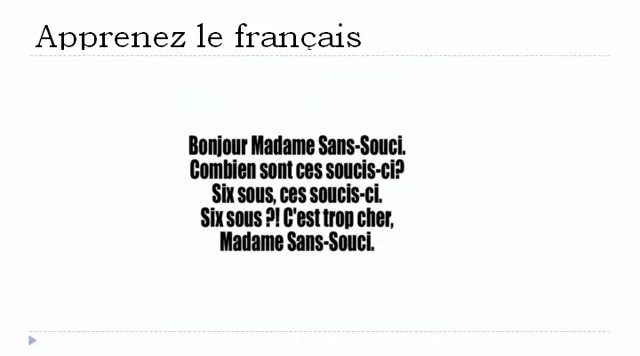 Apprenez le français
Bonjour Madame Sans-Souci.
Combien sont ces soucis-ci?
Six sous, ces soucis-ci.
Six sous ?! C'est trop cher,
Madame Sans-Souci.